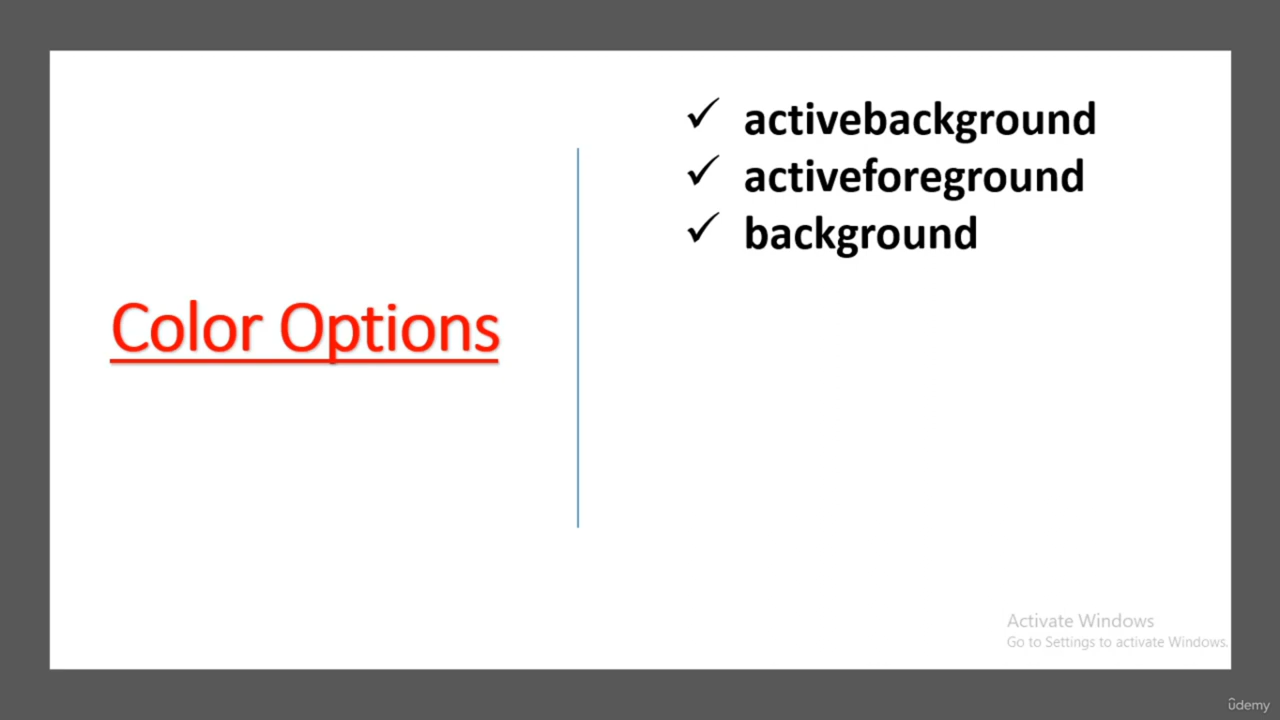 Color Options
✓ activebackground
✓ activeforeground
✓ background
Activate Windows
Go to Settings to activate Windows.
ûdemy